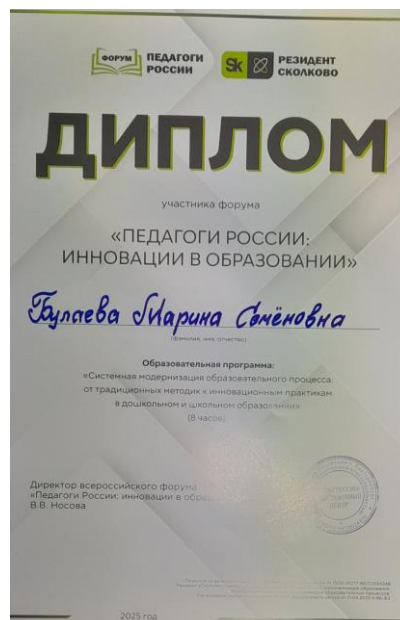 ФОРУМ ПЕДАГОГИ РОССИИ
Sk РЕЗИДЕНТ СКОЛКОВО
ДИПЛОМ
участника форума
«ПЕДАГОГИ РОССИИ:
ИННОВАЦИИ В ОБРАЗОВАНИИ»
Булаева Марина Семёновна
(фамилия, имя, отчество)
Образовательная программа:
«Системная модернизация образовательного процесса:
от традиционных методик к инновационным практикам
в дошкольном и школьном образовании»
(8 часов)
Директор всероссийского форума
«Педагоги России: инновации в
В.В. Носова
2025 год